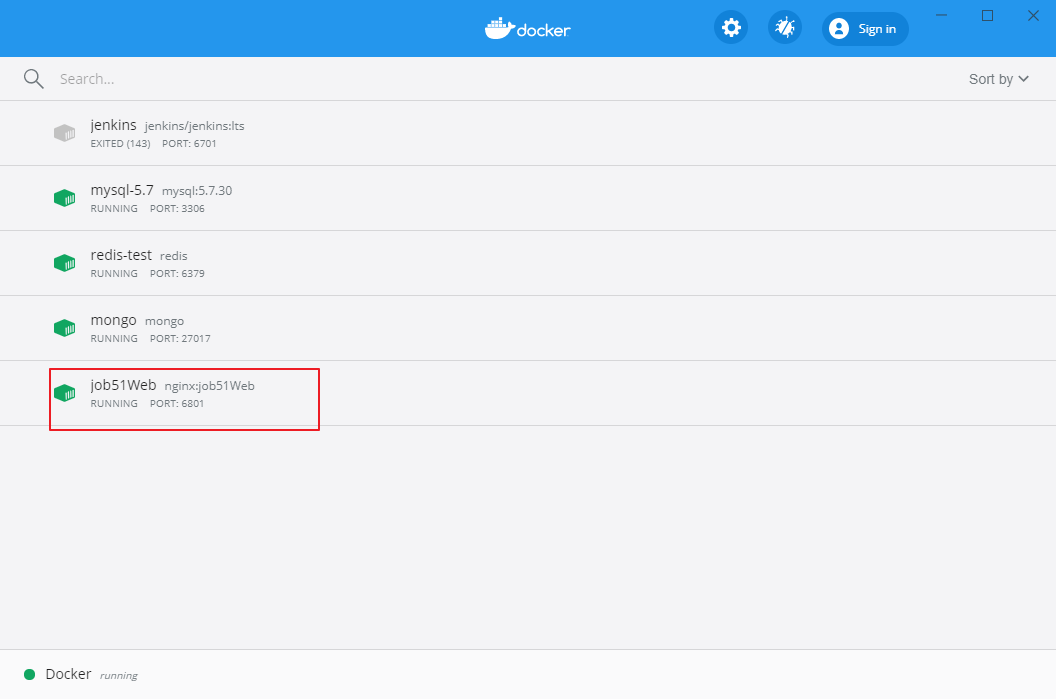 docker
Sign in
Search...
Sort by
jenkins jenkins/jenkins:lts
EXITED (143) PORT: 6701
mysql-5.7 mysql:5.7.30
RUNNING PORT: 3306
redis-test redis
RUNNING PORT: 6379
mongo mongo
RUNNING PORT: 27017
job51Web nginx:job51Web
RUNNING PORT: 6801
Docker running